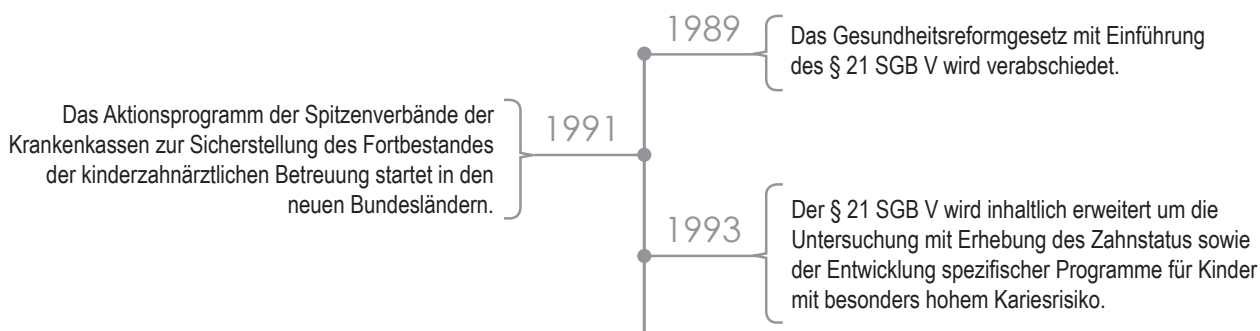 1989
Das Gesundheitsreformgesetz mit Einführung
des § 21 SGB V wird verabschiedet.
Das Aktionsprogramm der Spitzenverbände der
Krankenkassen zur Sicherstellung des Fortbestandes
der kinderzahnärztlichen Betreuung startet in den
neuen Bundesländern.
1991
1993
Der § 21 SGB V wird inhaltlich erweitert um die
Untersuchung mit Erhebung des Zahnstatus sowie
der Entwicklung spezifischer Programme für Kinder
mit besonders hohem Kariesrisiko.